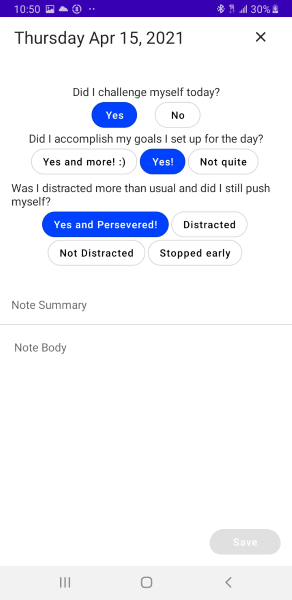 10:50 30%
Thursday Apr 15, 2021
Did I challenge myself today?
Yes No
Did I accomplish my goals I set up for the day?
Yes and more! :) Yes! Not quite
Was I distracted more than usual and did I still push
myself?
Yes and Persevered! Distracted
Not Distracted Stopped early
Note Summary
Note Body
Save